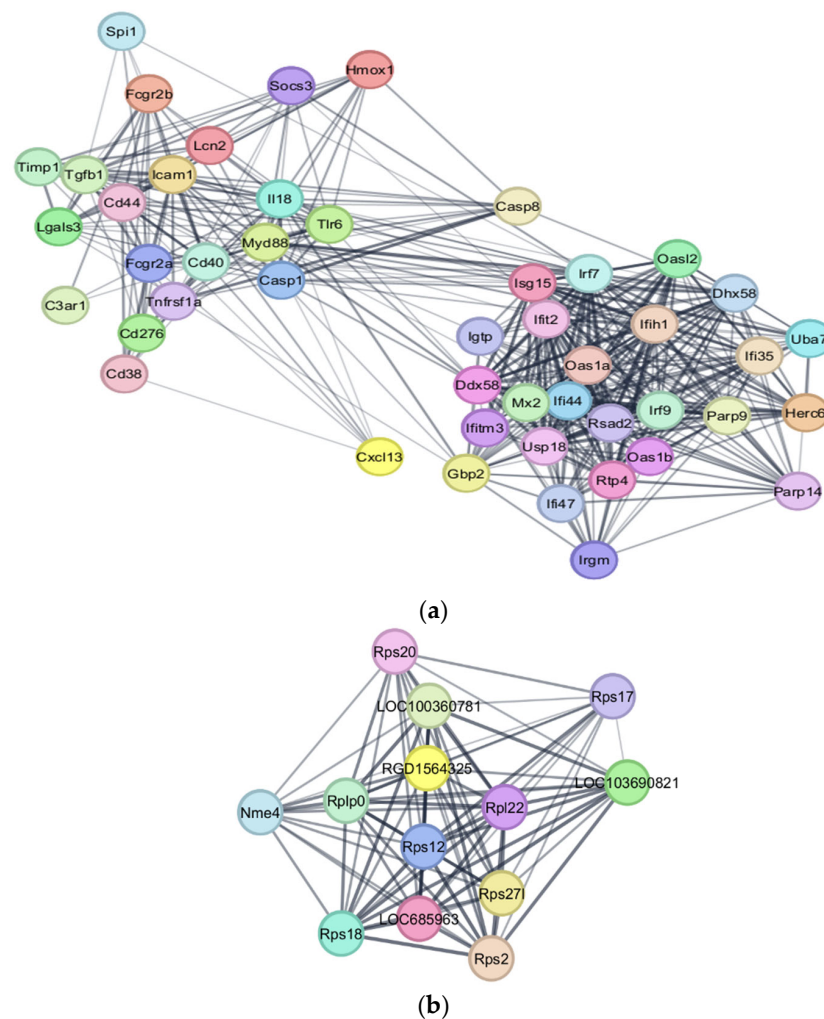 Spi1
Fcgr2b
Socs3
Hmox1
Lcn2
Timp1
Tgfb1
Icam1
Cd44
Il18
Casp8
Lgals3
Tlr6
Myd88
Fcgr2a
Cd40
Casp1
Isg15
Irf7
Oasl2
Dhx58
C3ar1
Tnfrsf1a
Cd276
Cd38
Ifit2
Ifih1
Igtp
Uba7
Ifi35
Oas1a
Ddx58
Mx2
Ifi44
Irf9
Rsad2
Parp9
Herc6
Ifitm3
Usp18
Oas1b
Cxcl13
Gbp2
Rtp4
Parp14
Ifi47
Irgm
(a)
Rps20
LOC100360781
Rps17
RGD1564325
LOC103690821
Nme4
Rplp0
Rpl22
Rps12
Rps27l
LOC685963
Rps18
Rps2
(b)